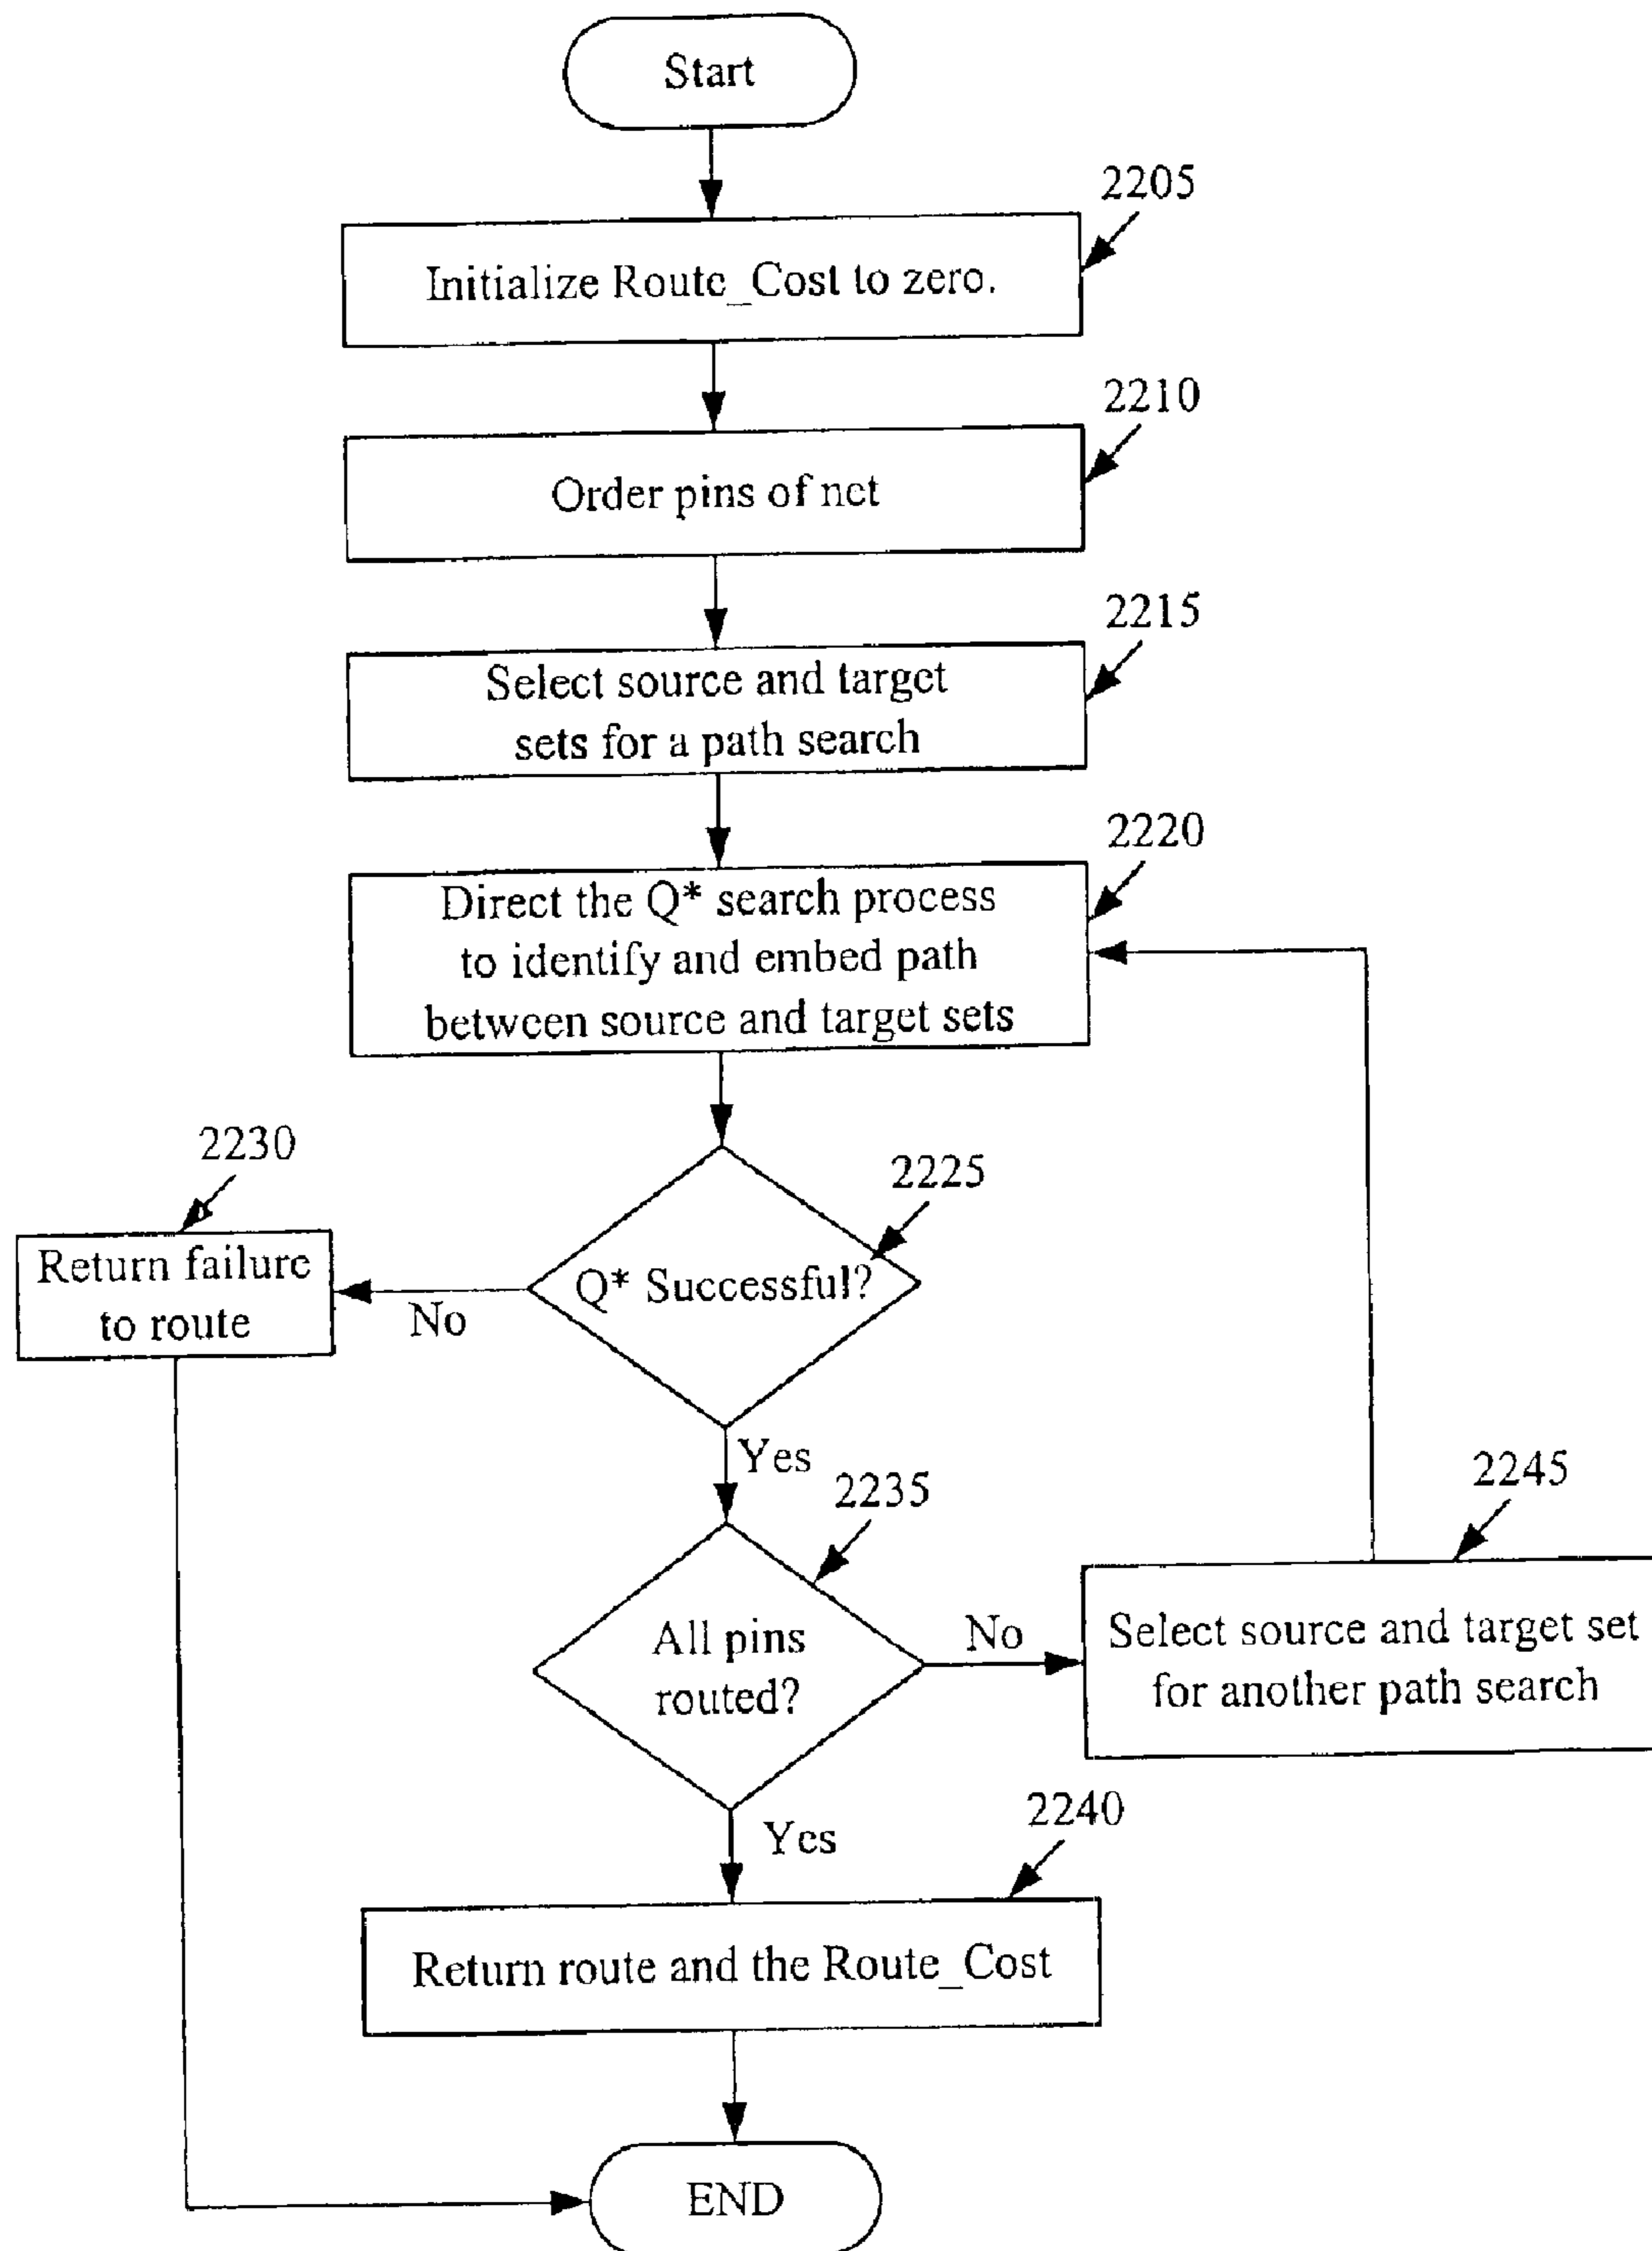 Start
2205
Initialize Route_Cost to zero.
2210
Order pins of net
2215
Select source and target
sets for a path search
2220
Direct the Q* search process
to identify and embed path
between source and target sets
2225
Q* Successful?
2230
Return failure
to route
No
Yes
2235
All pins
routed?
No
2245
Select source and target set
for another path search
Yes
2240
Return route and the Route_Cost
END